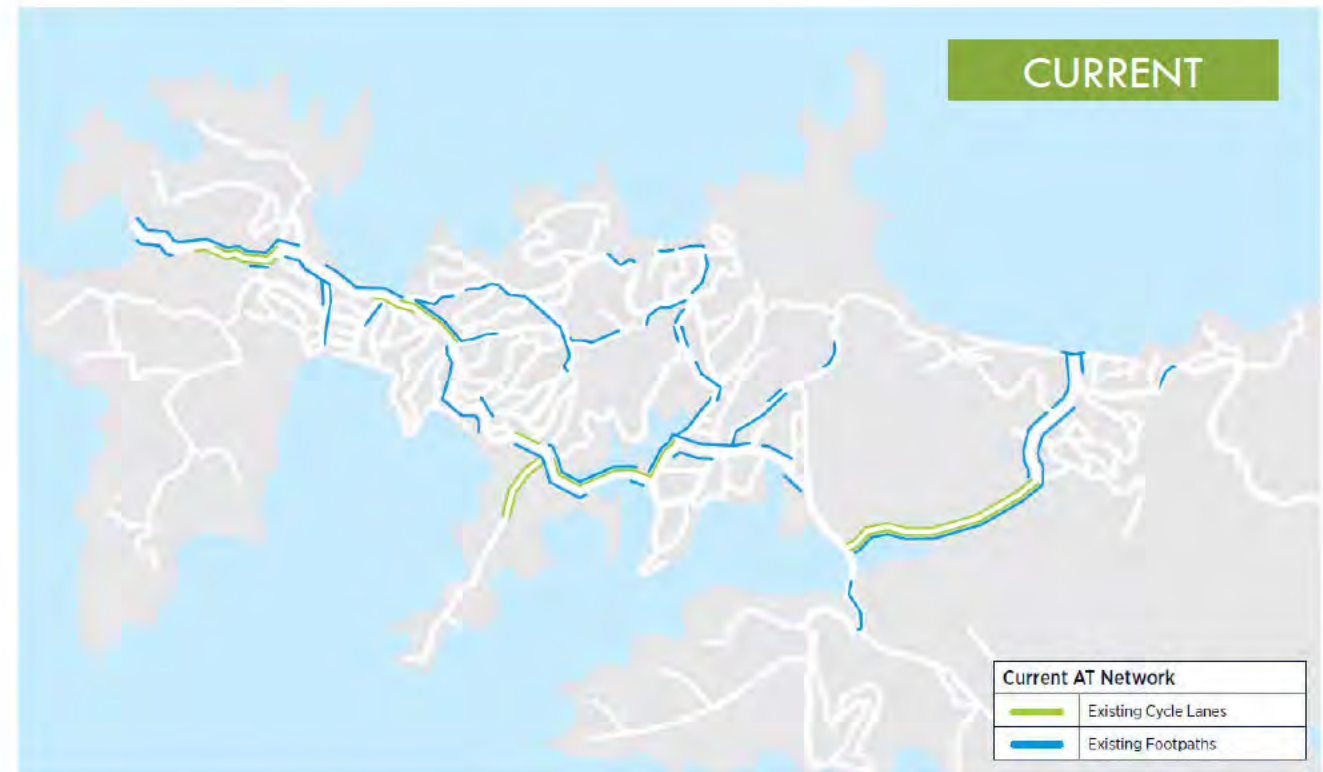 CURRENT
Current AT Network
Existing Cycle Lanes
Existing Footpaths